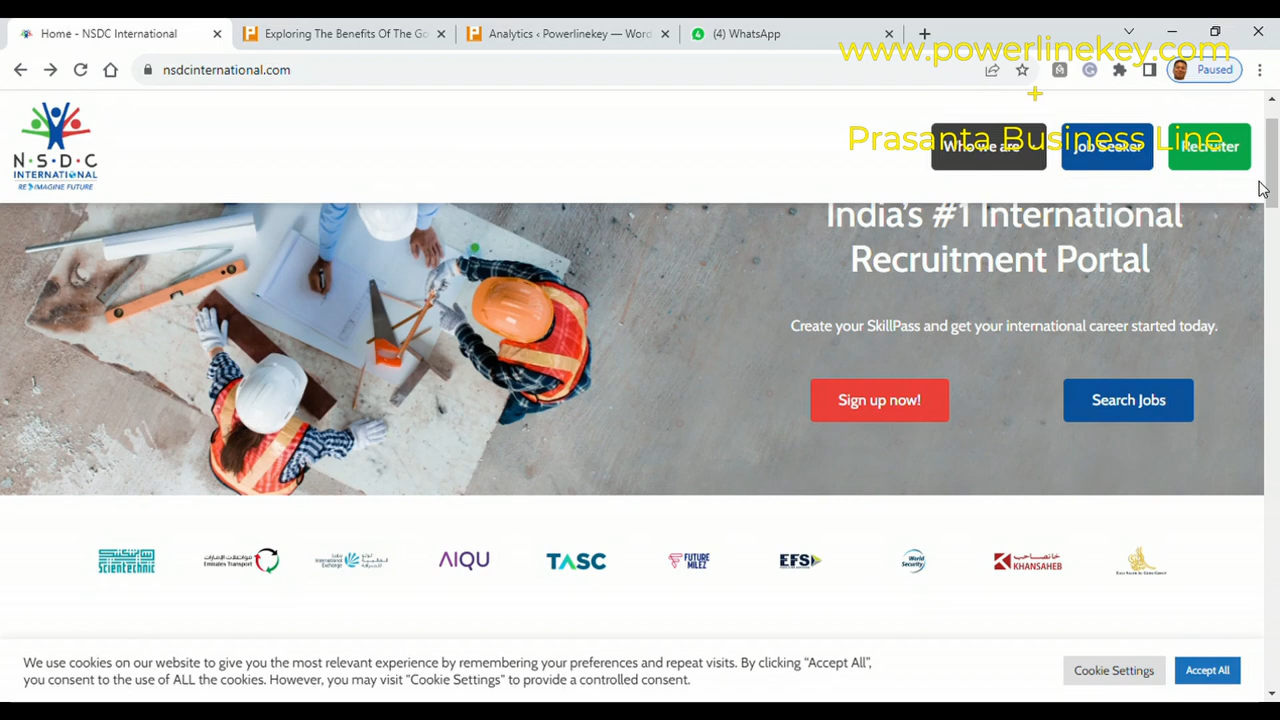 Home - NSDC International
Exploring The Benefits Of The Go
Analytics ‹ Powerlinekey — Word
(4) WhatsApp
www.powerlinekey.com
nsdcinternational.com
Paused
+
Prasanta Business Line
N·S·D·C
INTERNATIONAL
RE IMAGINE FUTURE
Who we are
Job Seeker
Recruiter
India's #1 International
Recruitment Portal
Create your SkillPass and get your international career started today.
Sign up now!
Search Jobs
SCIENTECHNIC
مواصلات الإمارات
Emirates Transport
AIQU
TASC
FUTURE
MILEZ
EFS
World
Security
خانصاحب
KHANSAHEB
We use cookies on our website to give you the most relevant experience by remembering your preferences and repeat visits. By clicking "Accept All",
you consent to the use of ALL the cookies. However, you may visit "Cookie Settings" to provide a controlled consent.
Cookie Settings
Accept All